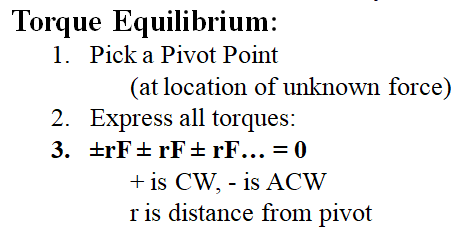 Torque Equilibrium:
1. Pick a Pivot Point
(at location of unknown force)
2. Express all torques:
3. ±rF ± rF ± rF... = 0
+ is CW, - is ACW
r is distance from pivot